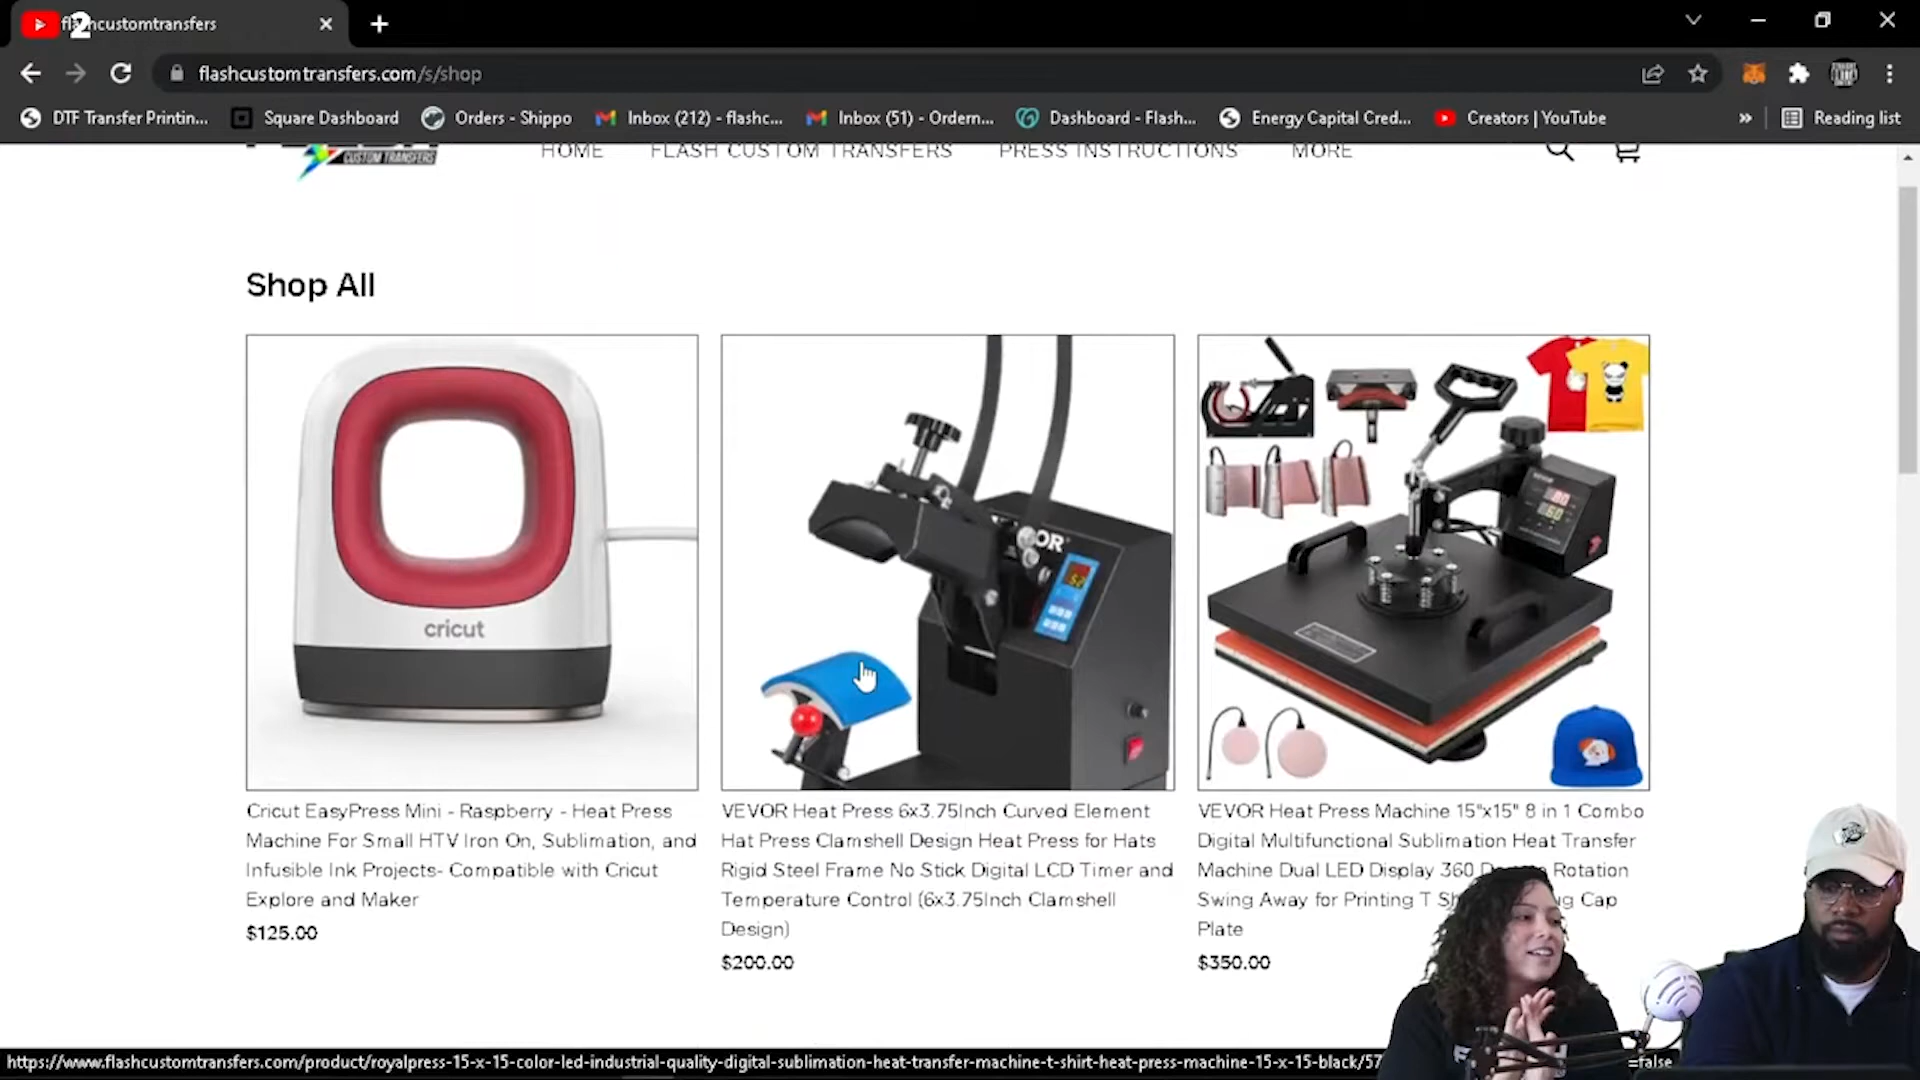 2
flashcustomtransfers
flashcustomtransfers.com/s/shop
DTF Transfer Printin... Square Dashboard Orders - Shippo Inbox (212) - flashc... Inbox (51) - Ordern... Dashboard - Flash... Energy Capital Cred... Creators | YouTube » Reading list
CUSTOM TRANSFERS
HOME FLASH CUSTOM TRANSFERS PRESS INSTRUCTIONS MORE
Shop All
cricut
Cricut EasyPress Mini - Raspberry - Heat Press
Machine For Small HTV Iron On, Sublimation, and
Infusible Ink Projects- Compatible with Cricut
Explore and Maker
$125.00
VEVOR Heat Press 6x3.75Inch Curved Element
Hat Press Clamshell Design Heat Press for Hats
Rigid Steel Frame No Stick Digital LCD Timer and
Temperature Control (6x3.75Inch Clamshell
Design)
$200.00
VEVOR Heat Press Machine 15"x15" 8 in 1 Combo
Digital Multifunctional Sublimation Heat Transfer
Machine Dual LED Display 360 Rotation
Swing Away for Printing T Cap
Plate
$350.00
https://www.flashcustomtransfers.com/product/royalpress-15-x-15-color-led-industrial-quality-digital-sublimation-heat-transfer-machine-t-shirt-heat-press-machine-15-x-15-black/57 =false